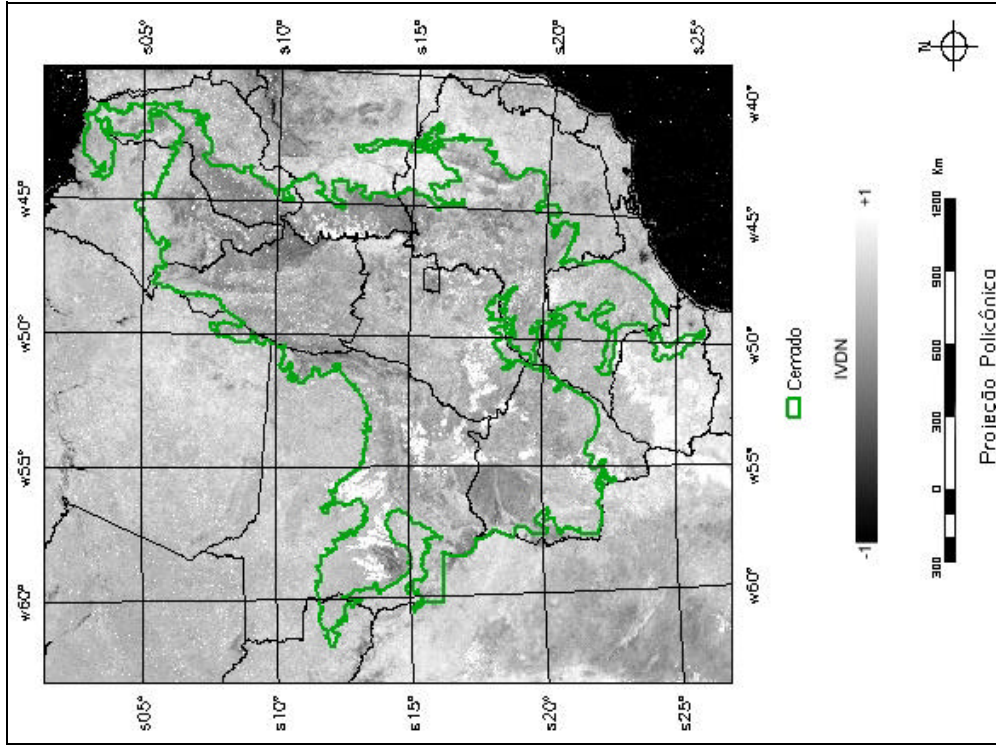 w60° w55° w50° w45°
s05° s05°
s10° s10°
s15° s15°
s20° s20°
s25° s25°
w60° w55° w50° w45° w40°
Cerrado
IVDN
-1 +1
N
300 0 300 600 900 1200 Km
Projeção Policônica